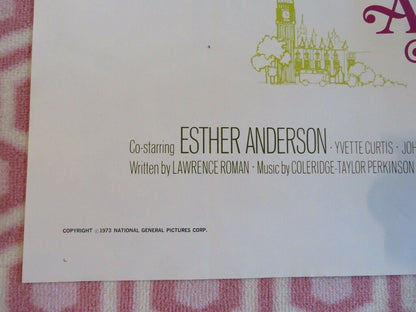 A
Co-starring ESTHER ANDERSON · YVETTE CURTIS · JOH
Written by LAWRENCE ROMAN · Music by COLERIDGE-TAYLOR PERKINSON
COPYRIGHT ©1973 NATIONAL GENERAL PICTURES CORP.